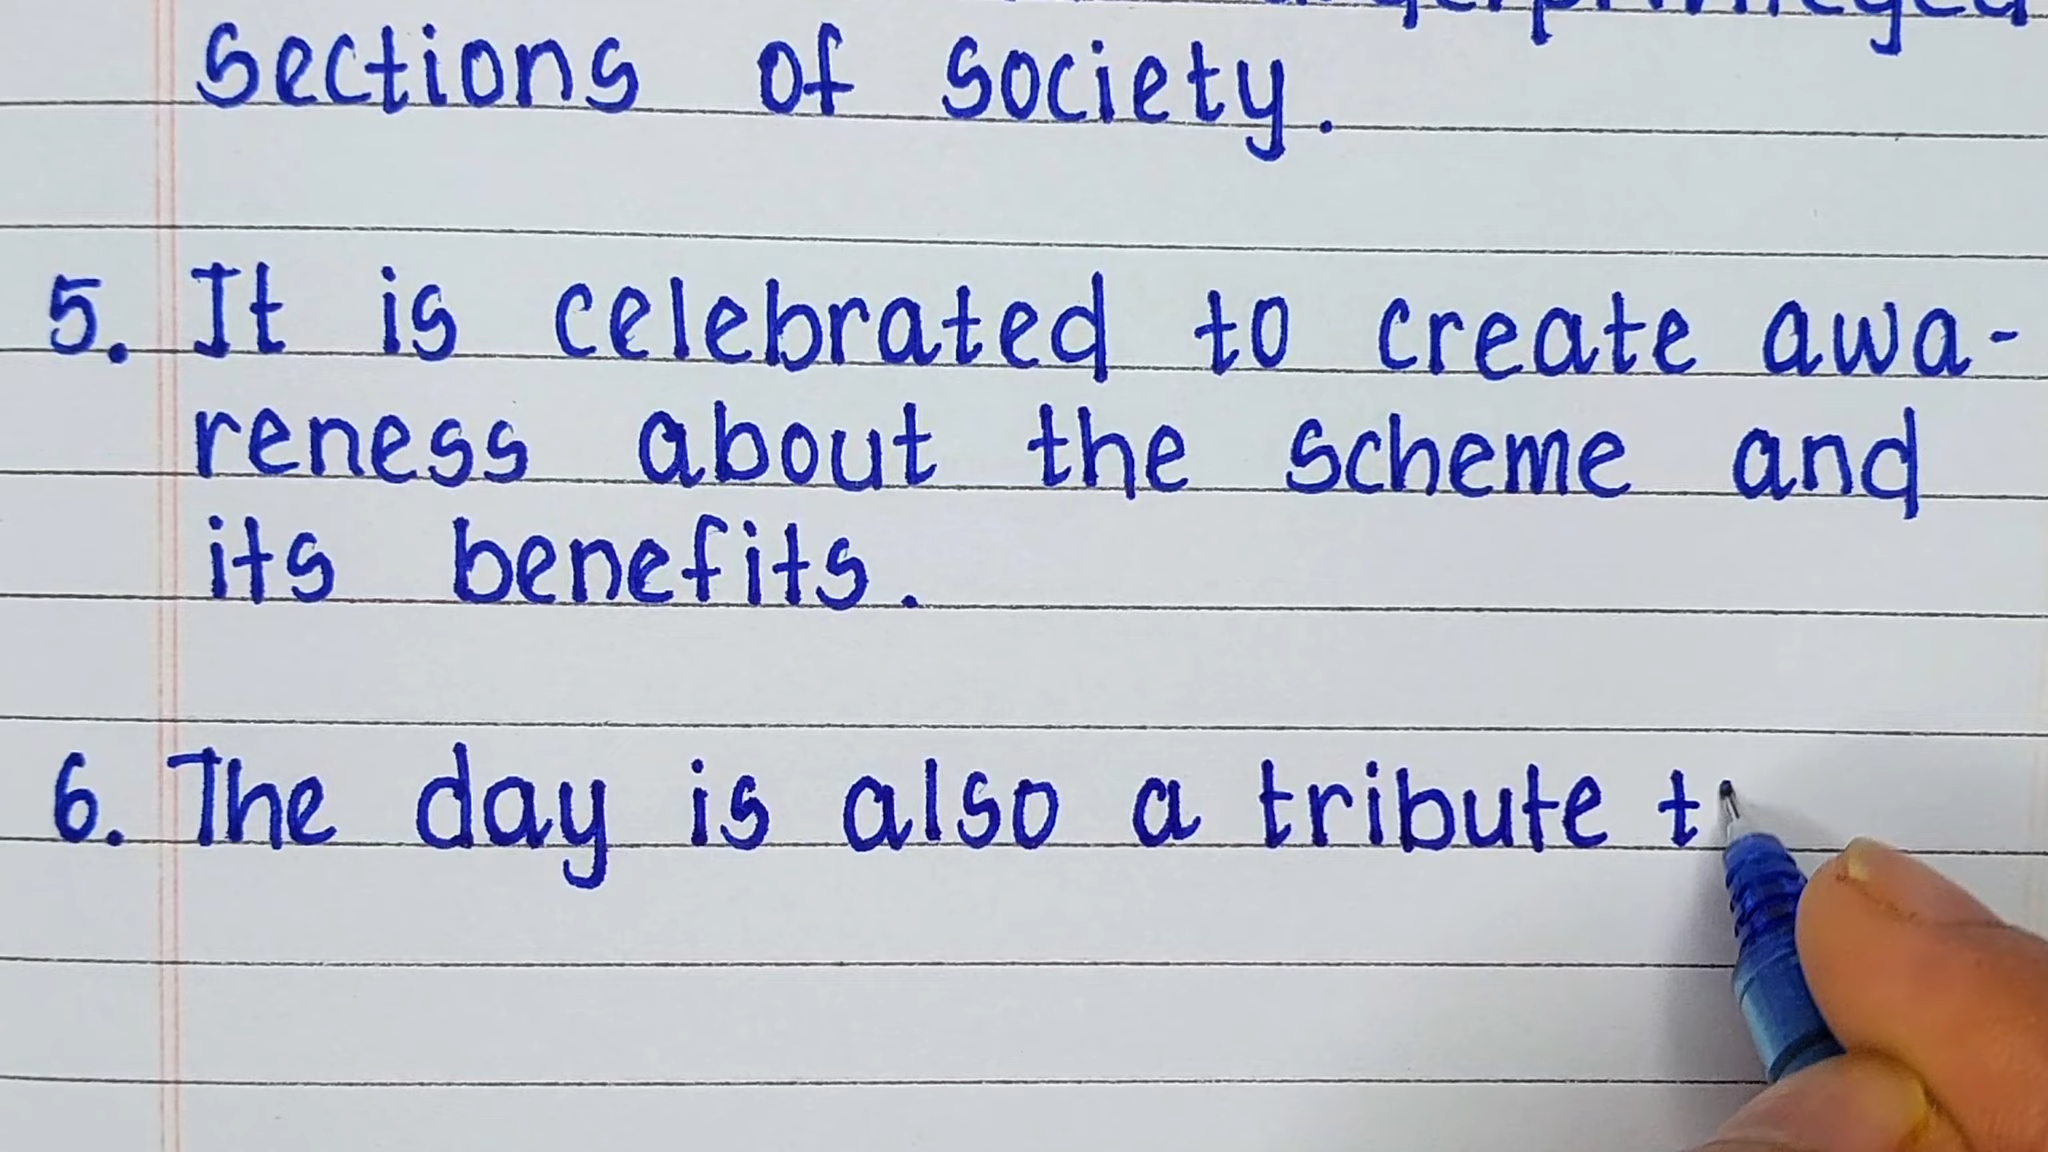 underprivileged
sections of society.
5. It is celebrated to create awa-
reness about the scheme and
its benefits.
6. The day is also a tribute t